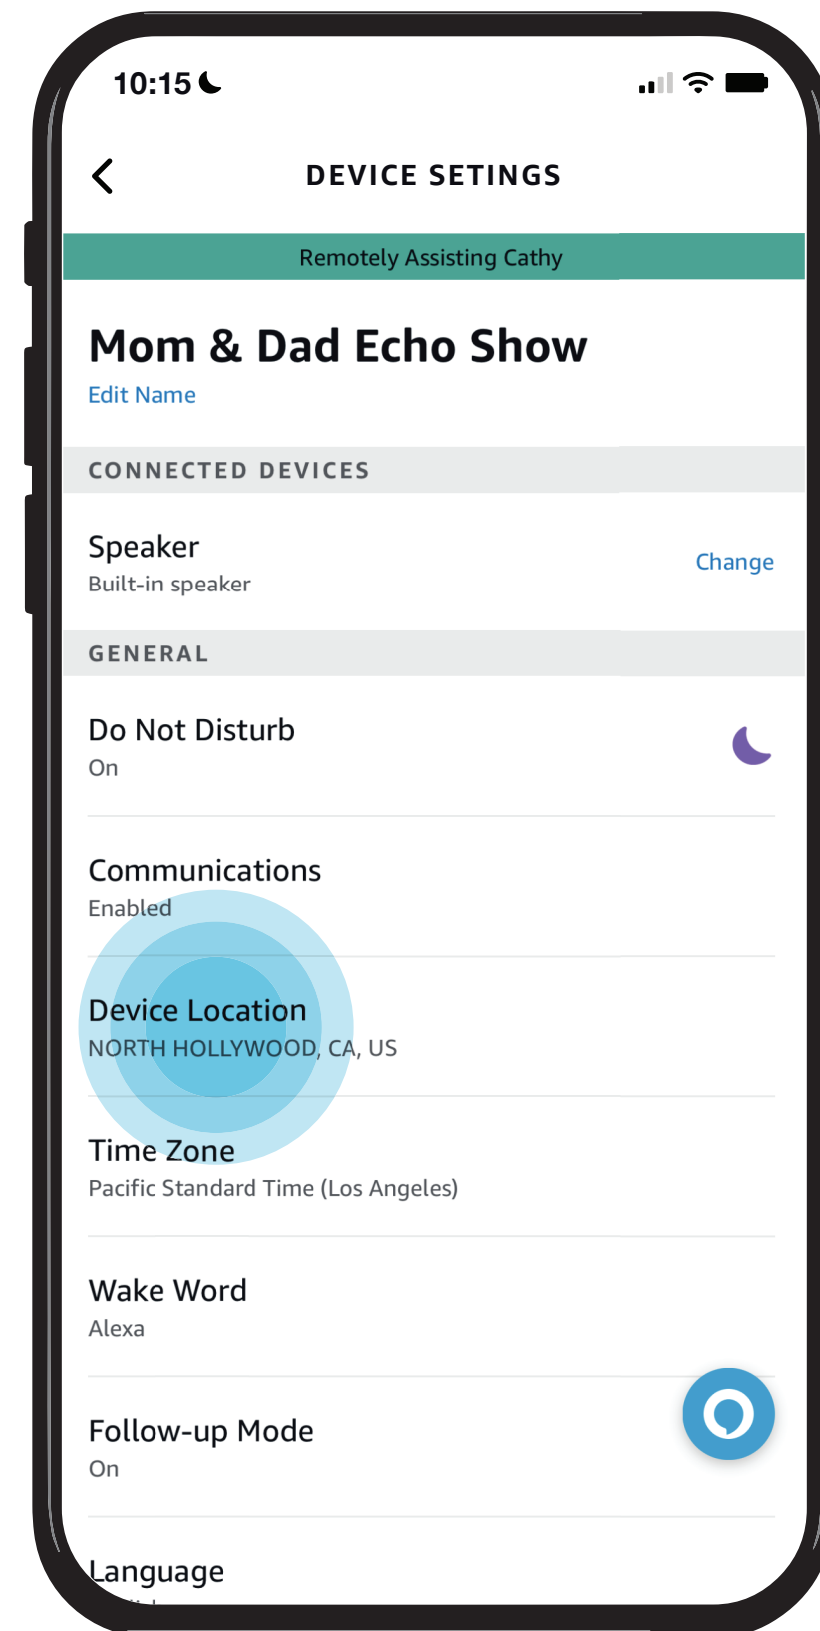 10:15
DEVICE SETINGS
Remotely Assisting Cathy
Mom & Dad Echo Show
Edit Name
CONNECTED DEVICES
Speaker
Built-in speaker
Change
GENERAL
Do Not Disturb
On
Communications
Enabled
Device Location
NORTH HOLLYWOOD, CA, US
Time Zone
Pacific Standard Time (Los Angeles)
Wake Word
Alexa
Follow-up Mode
On
Language